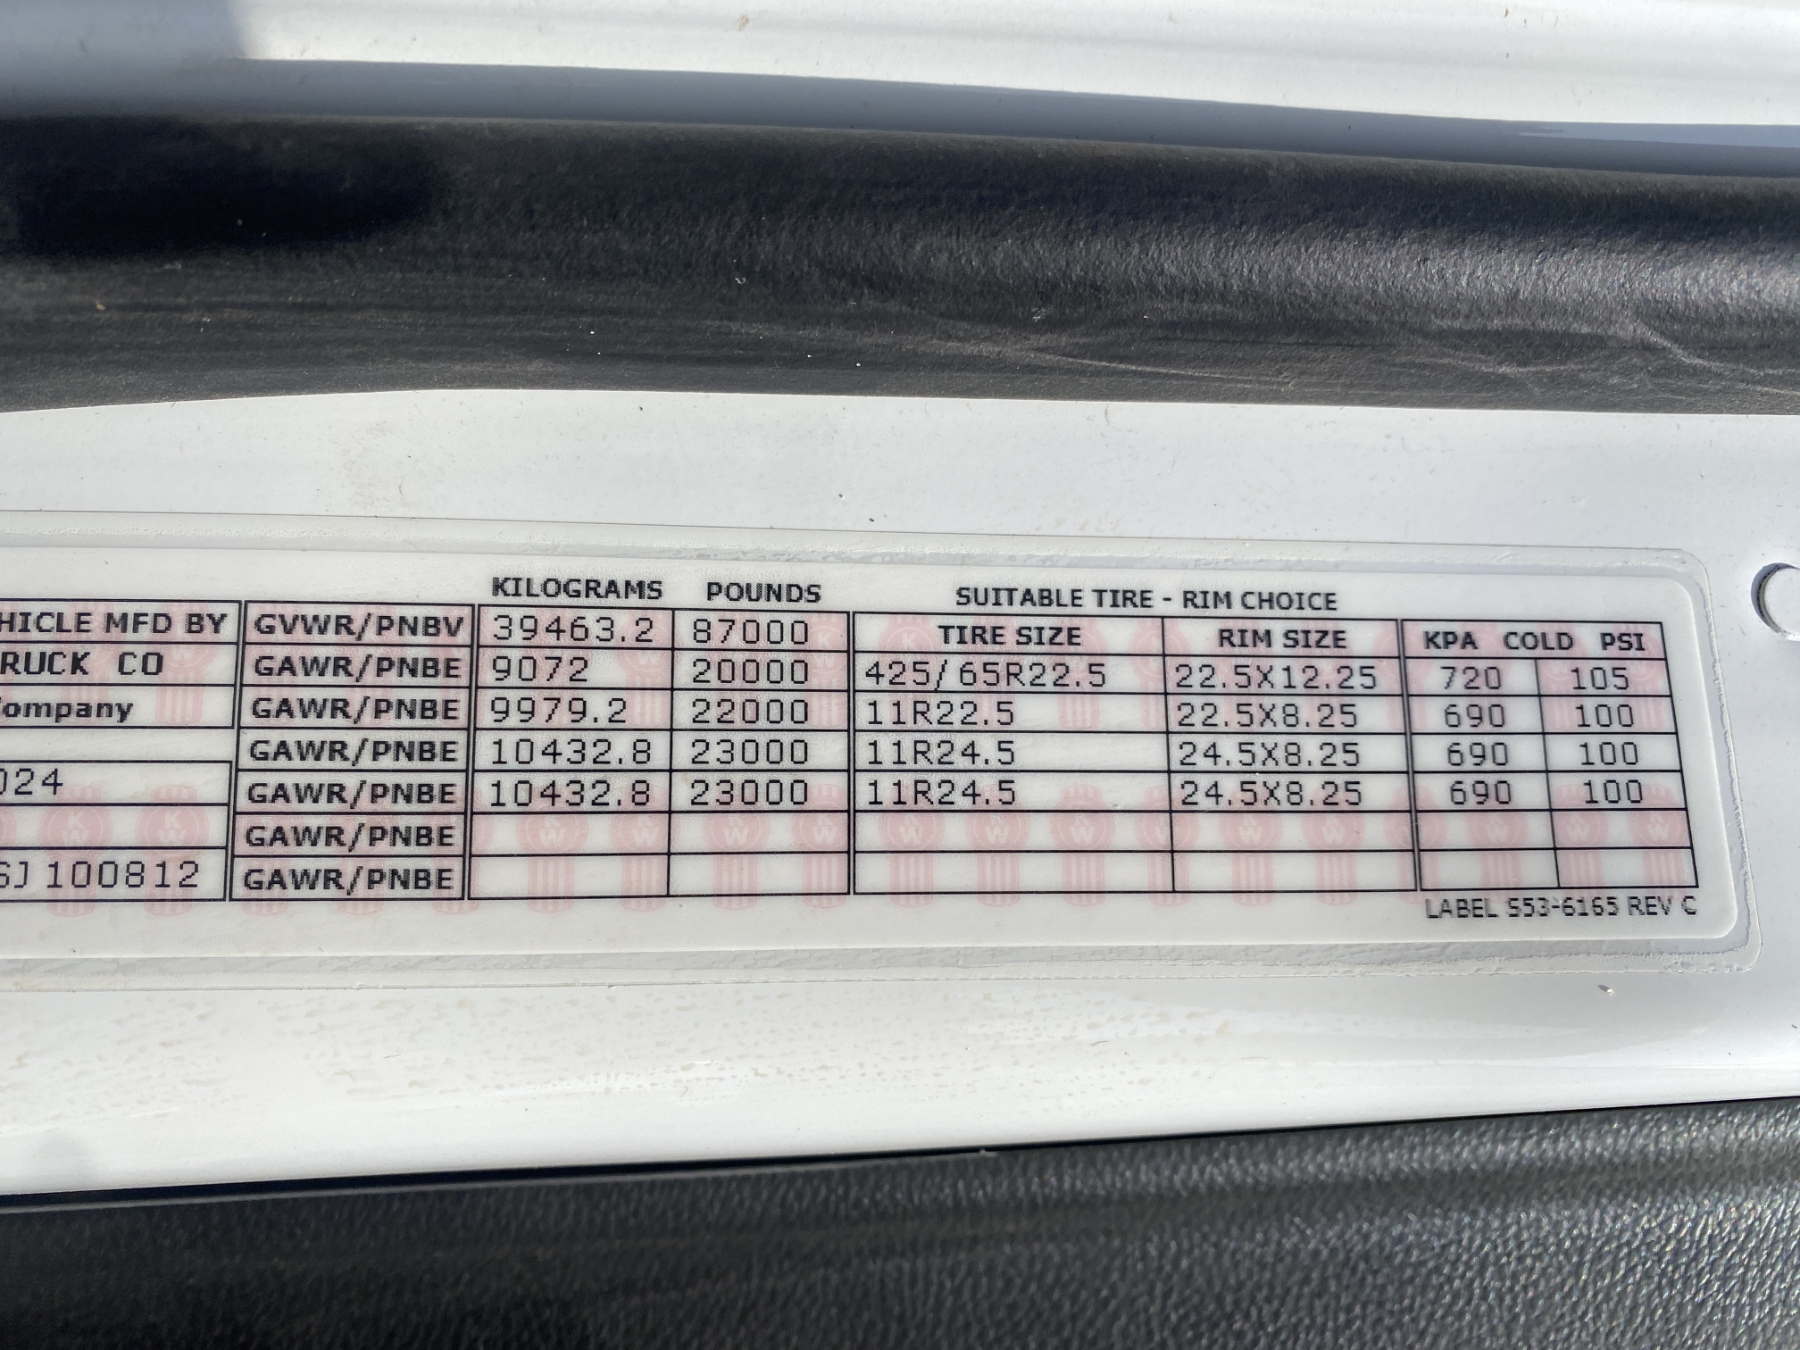 KILOGRAMS POUNDS SUITABLE TIRE - RIM CHOICE
HICLE MFD BY GVWR/PNBV 39463.2 87000 TIRE SIZE RIM SIZE KPA COLD PSI
RUCK CO GAWR/PNBE 9072 20000 425/65R22.5 22.5X12.25 720 105
ompany GAWR/PNBE 9979.2 22000 11R22.5 22.5X8.25 690 100
GAWR/PNBE 10432.8 23000 11R24.5 24.5X8.25 690 100
024 GAWR/PNBE 10432.8 23000 11R24.5 24.5X8.25 690 100
GAWR/PNBE
SJ100812 GAWR/PNBE
LABEL S53-6165 REV C